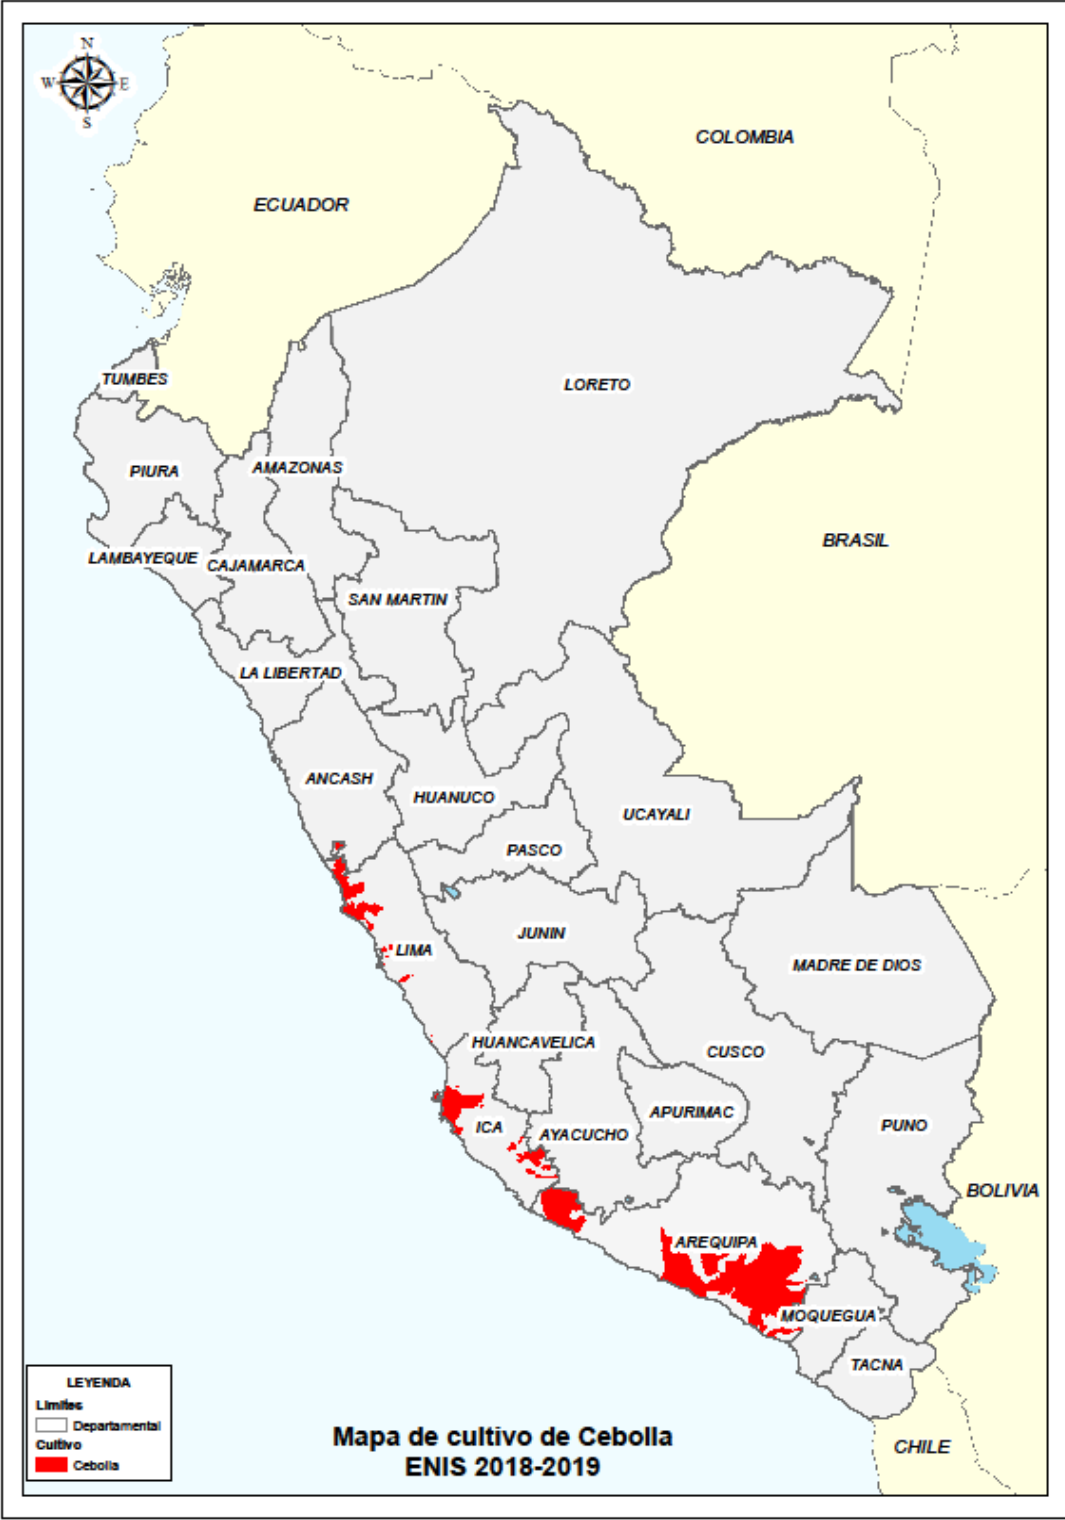 N
W E
S
COLOMBIA
ECUADOR
TUMBES
LORETO
PIURA
AMAZONAS
BRASIL
LAMBAYEQUE
CAJAMARCA
SAN MARTIN
LA LIBERTAD
ANCASH
HUANUCO
UCAYALI
PASCO
JUNIN
LIMA
MADRE DE DIOS
HUANCAVELICA
CUSCO
APURIMAC
ICA
AYACUCHO
PUNO
BOLIVIA
AREQUIPA
MOQUEGUA
TACNA
CHILE
LEYENDA
Limites
Departamental
Cultivo
Cebolla
Mapa de cultivo de Cebolla
ENIS 2018-2019